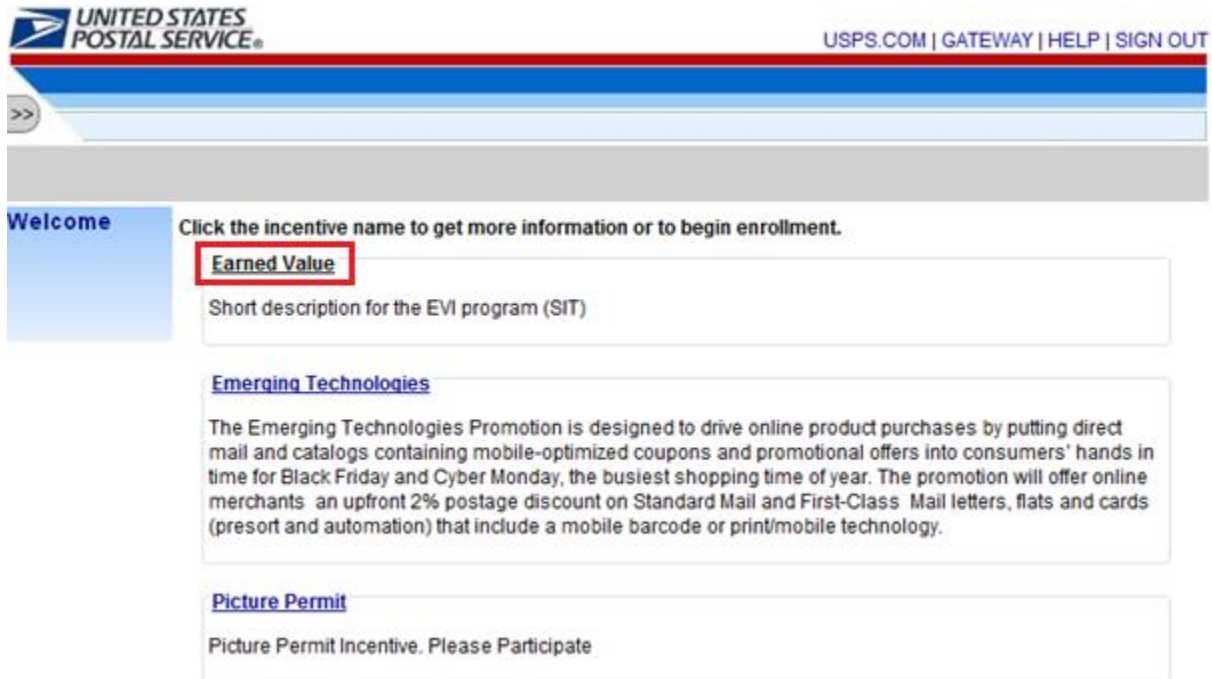 UNITED STATES
POSTAL SERVICE®
USPS.COM | GATEWAY | HELP | SIGN OUT
>>
Welcome
Click the incentive name to get more information or to begin enrollment.
Earned Value
Short description for the EVI program (SIT)
Emerging Technologies
The Emerging Technologies Promotion is designed to drive online product purchases by putting direct
mail and catalogs containing mobile-optimized coupons and promotional offers into consumers' hands in
time for Black Friday and Cyber Monday, the busiest shopping time of year. The promotion will offer online
merchants an upfront 2% postage discount on Standard Mail and First-Class Mail letters, flats and cards
(presort and automation) that include a mobile barcode or print/mobile technology.
Picture Permit
Picture Permit Incentive. Please Participate